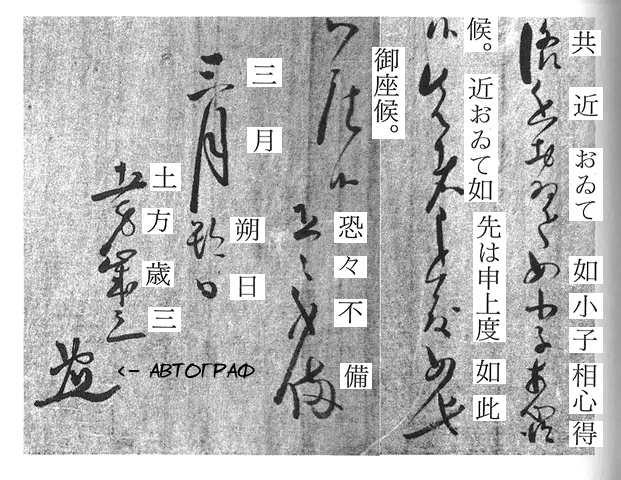 共近おゐて如小子相心得
候。近おゐて如先は申上度如此
御座候。恐々不備
三月朔日
土方歳三
<- АВТОГРАФ